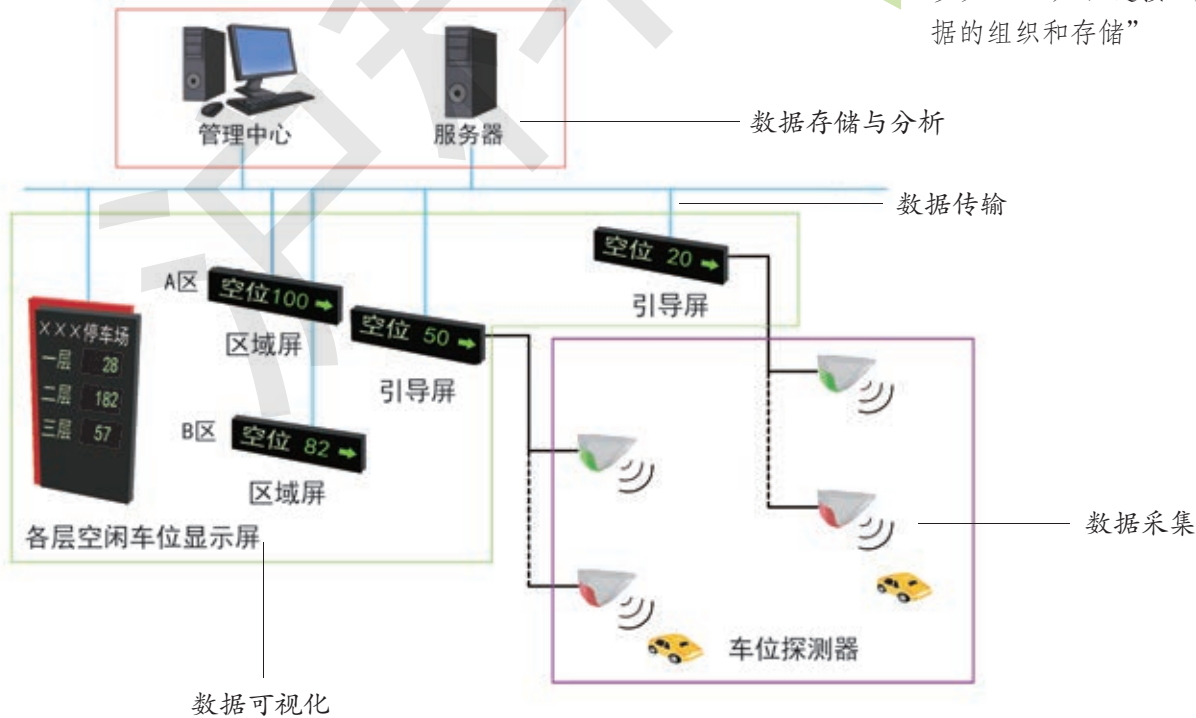 据的组织和存储”
管理中心
服务器
数据存储与分析
数据传输
空位 20 →
引导屏
A区
空位100 →
区域屏
空位 50 →
引导屏
×××停车场
一层 28
二层 182
三层 57
B区
空位 82 →
区域屏
各层空闲车位显示屏
数据采集
车位探测器
数据可视化